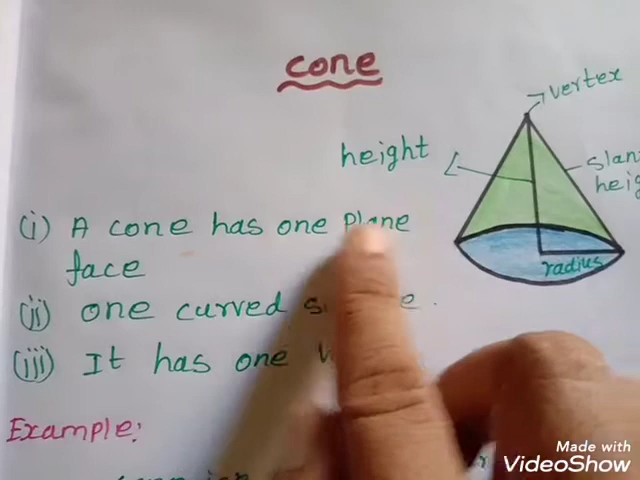 cone
vertex
height
slan
heig
(i) A cone has one Plane
face
radius
(ii) one curved
(iii) It has one
Example:
Made with
VideoShow